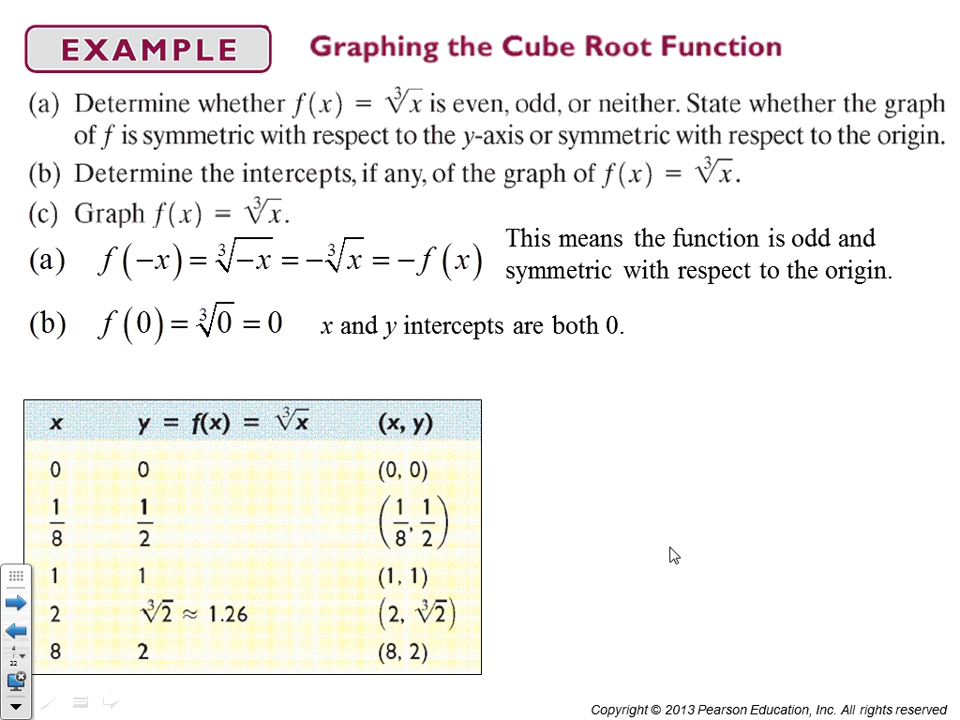 EXAMPLE Graphing the Cube Root Function
(a) Determine whether f(x) = ∛x is even, odd, or neither. State whether the graph
of f is symmetric with respect to the y-axis or symmetric with respect to the origin.
(b) Determine the intercepts, if any, of the graph of f(x) = ∛x.
(c) Graph f(x) = ∛x.
(a) f(−x) = ∛−x = −∛x = −f(x) This means the function is odd and
symmetric with respect to the origin.
(b) f(0) = ∛0 = 0 x and y intercepts are both 0.
x y = f(x) = ∛x (x, y)
0 0 (0, 0)
1/8 1/2 (1/8, 1/2)
1 1 (1, 1)
2 ∛2 ≈ 1.26 (2, ∛2)
8 2 (8, 2)
4 / 22
Copyright © 2013 Pearson Education, Inc. All rights reserved